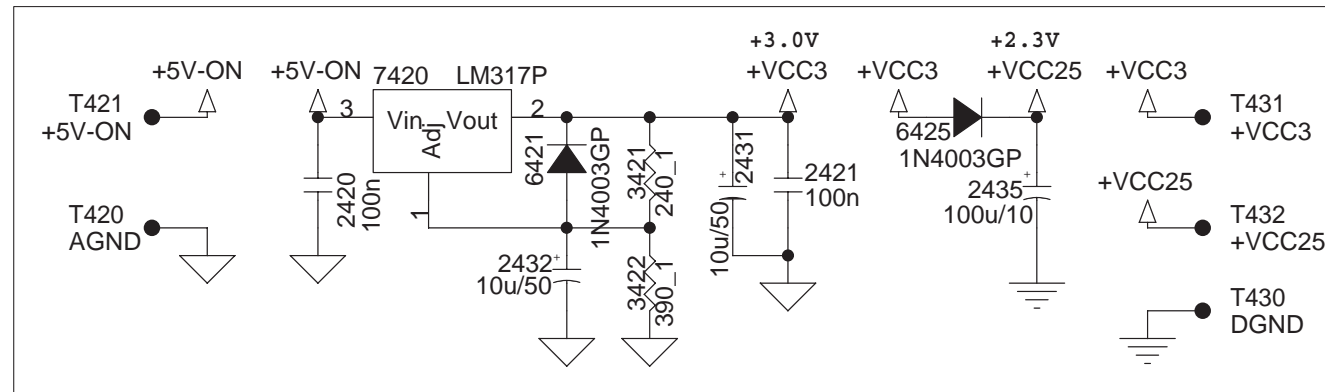 +3.0V
+2.3V
+5V-ON
+5V-ON
7420
LM317P
+VCC3
+VCC3
+VCC25
+VCC3
T421
+5V-ON
3
Vin
Adj
Vout
2
6421
1N4003GP
3421
240_1
2431
10u/50
2421
100n
6425
1N4003GP
T431
+VCC3
2420
100n
1
2435
100u/10
+
+
+VCC25
T420
AGND
T432
+VCC25
2432
10u/50
+
3422
390_1
T430
DGND